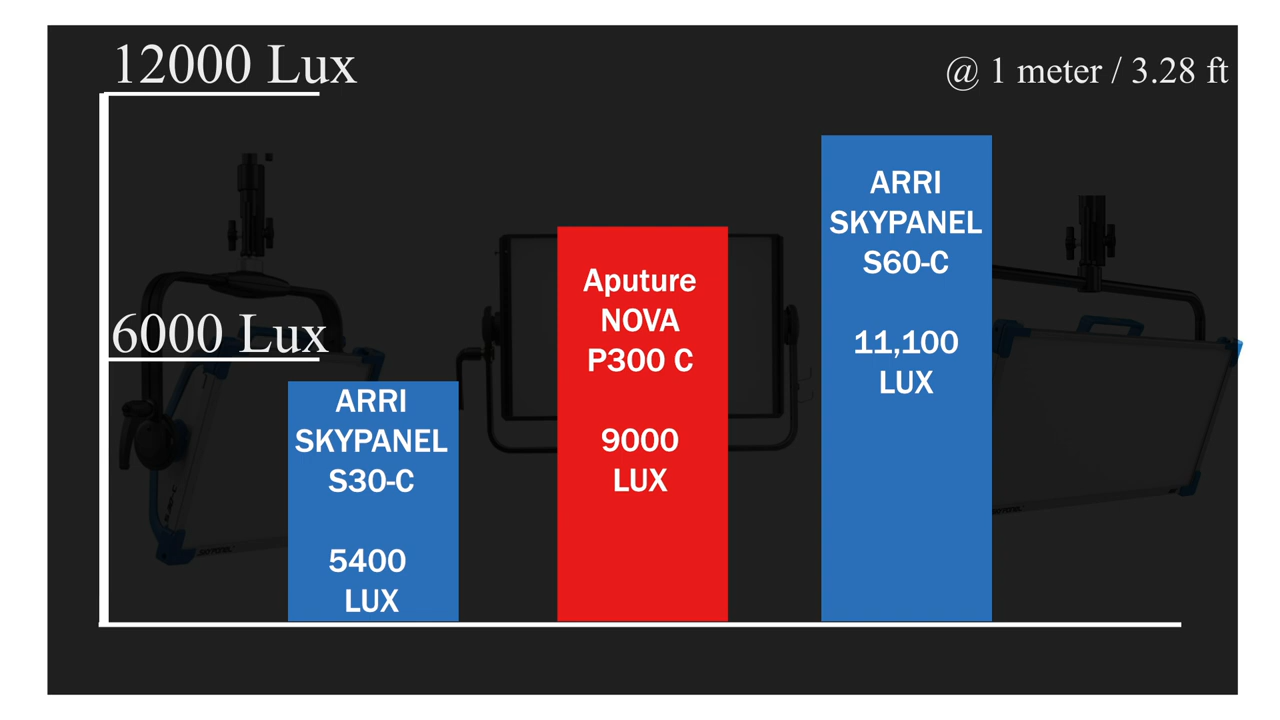 12000 Lux
@ 1 meter / 3.28 ft
6000 Lux
ARRI
SKYPANEL
S30-C
5400
LUX
Aputure
NOVA
P300 C
9000
LUX
ARRI
SKYPANEL
S60-C
11,100
LUX
SKYPANEL